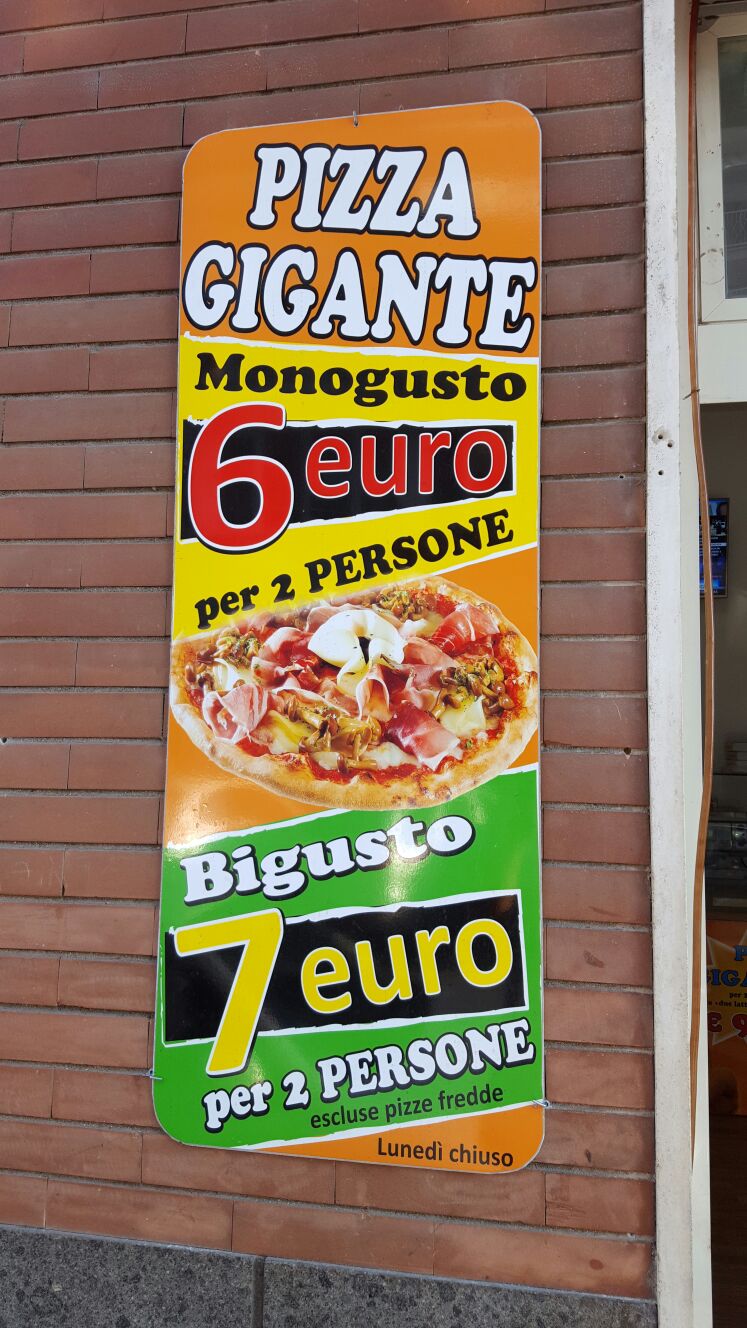 PIZZA
GIGANTE
Monogusto
6 euro
per 2 PERSONE
Bigusto
7 euro
per 2 PERSONE
escluse pizze fredde
Lunedì chiuso